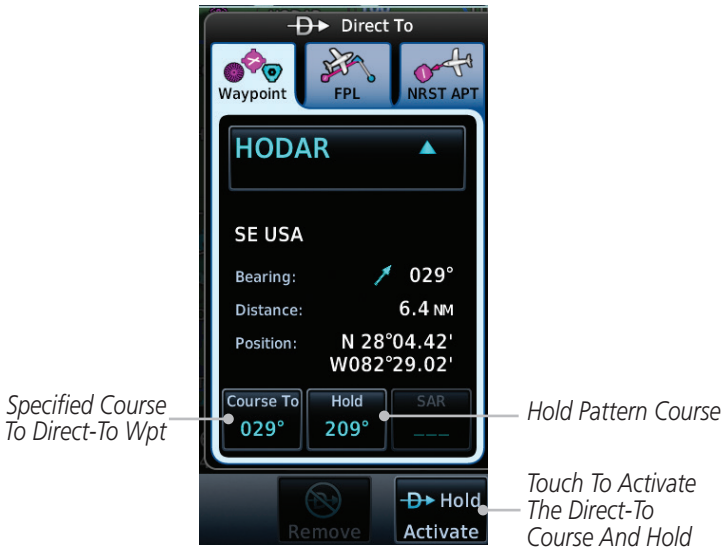 Direct To
Waypoint
FPL
NRST APT
HODAR
SE USA
Bearing: 029°
Distance: 6.4 NM
Position: N 28°04.42'
W082°29.02'
Course To
029°
Hold
209°
SAR
___
Specified Course
To Direct-To Wpt
Hold Pattern Course
Remove
D Hold
Activate
Touch To Activate
The Direct-To
Course And Hold